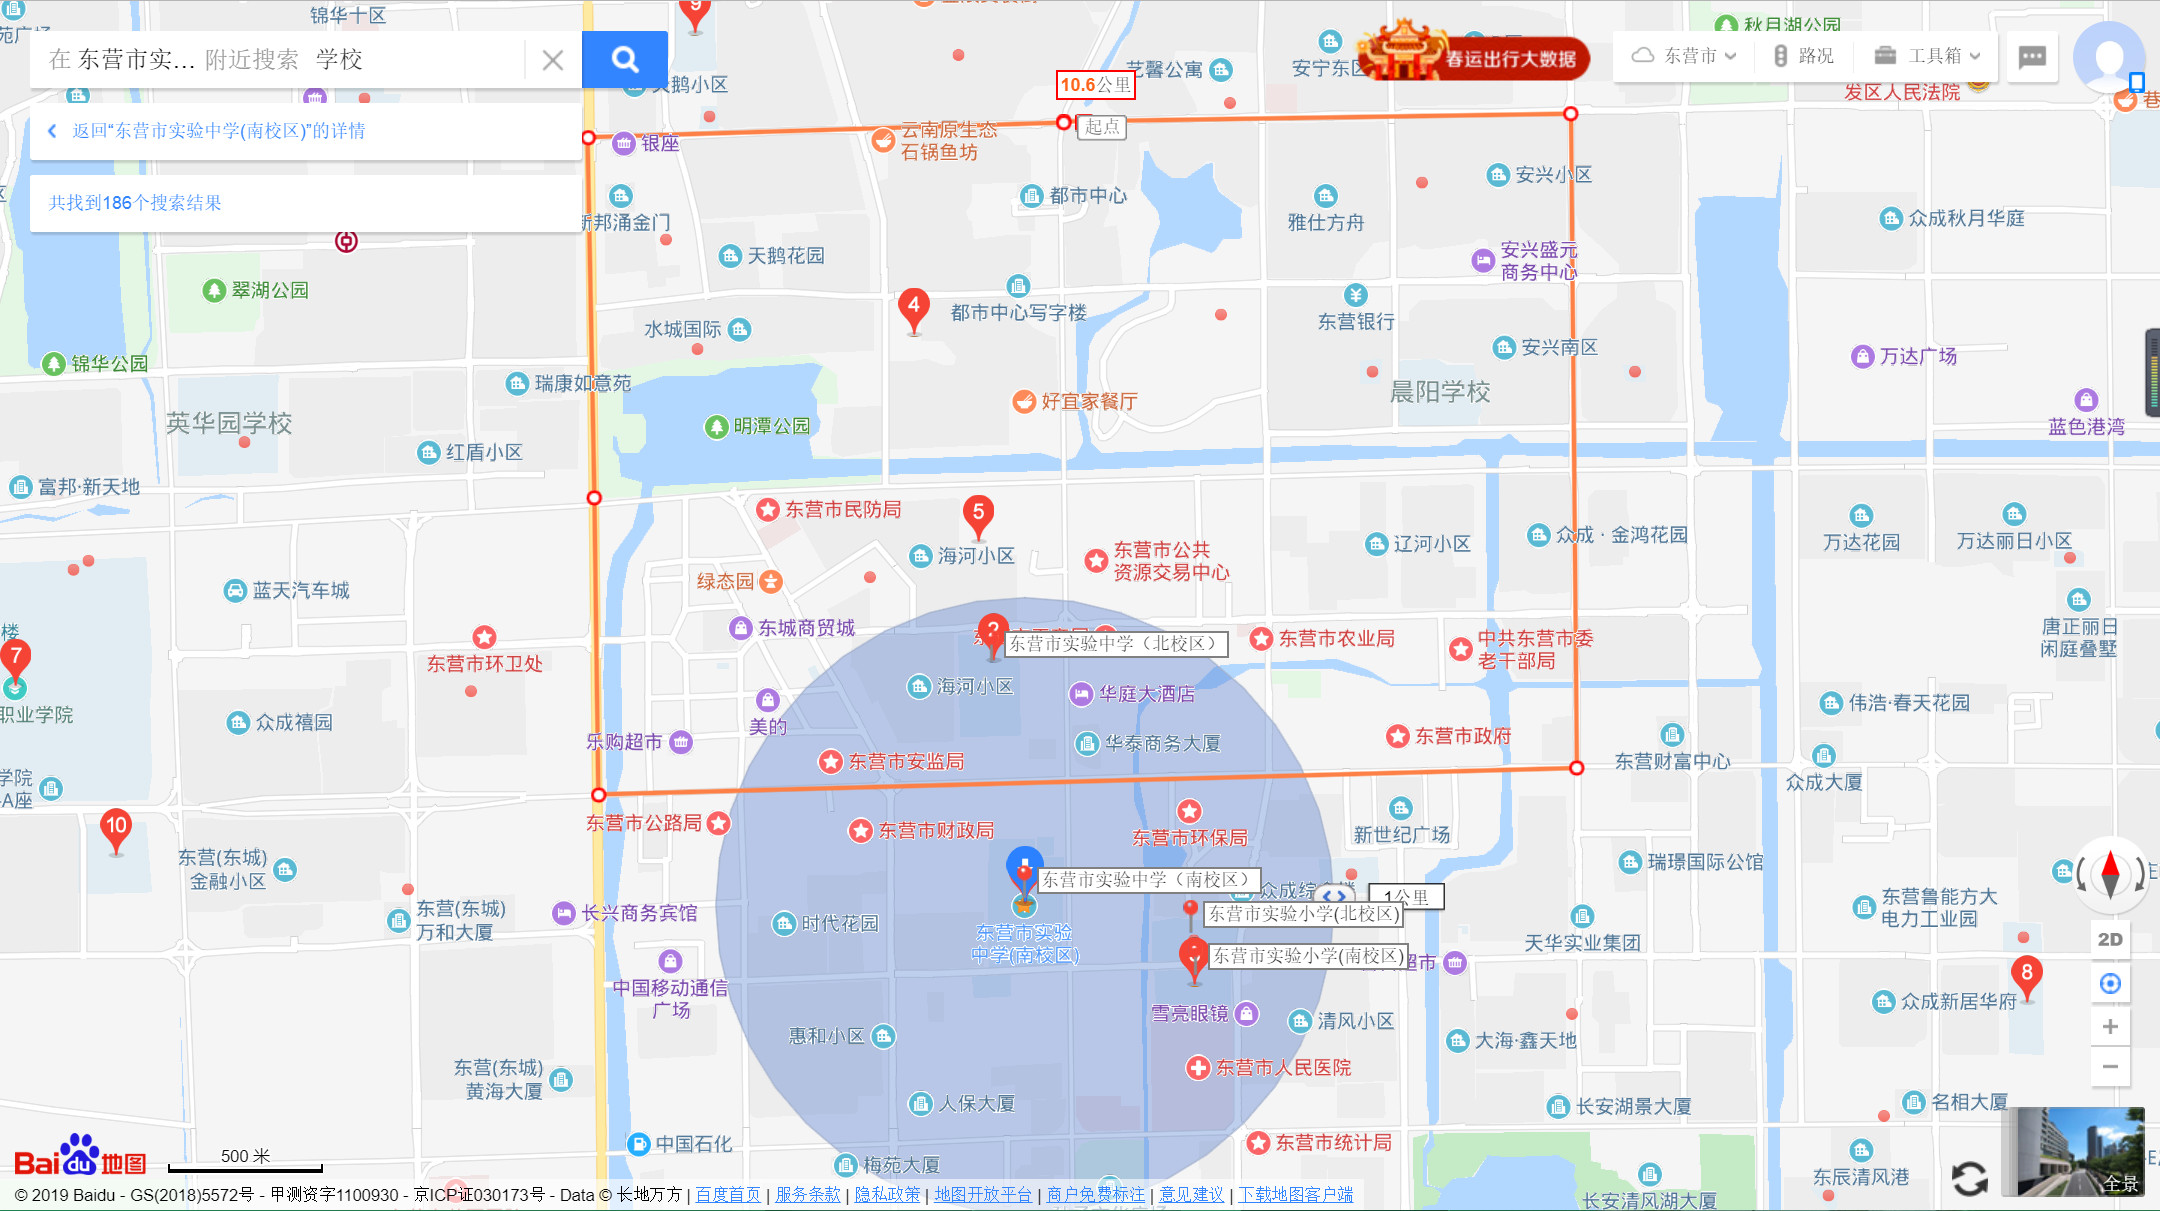 锦华十区
秋月湖公园
在 东营市实... 附近搜索 学校
9
天鹅小区
艺馨公寓
安宁东区
春运出行大数据
东营市
路况
工具箱
发区人民法院
10.6公里
起点
返回“东营市实验中学(南校区)”的详情
云南原生态
石锅鱼坊
银座
共找到186个搜索结果
都市中心
安兴小区
新邦涌金门
雅仕方舟
众成秋月华庭
天鹅花园
安兴盛元
商务中心
翠湖公园
4
都市中心写字楼
东营银行
水城国际
安兴南区
万达广场
锦华公园
瑞康如意苑
晨阳学校
好宜家餐厅
英华园学校
明潭公园
蓝色港湾
红盾小区
富邦·新天地
东营市民防局
5
海河小区
东营市公共
资源交易中心
辽河小区
众成·金鸿花园
万达花园
万达丽日小区
绿态园
蓝天汽车城
楼
东城商贸城
东营市实验中学（北校区）
东营市农业局
中共东营市委
老干部局
唐正丽日
闲庭叠墅
7
东营市环卫处
海河小区
华庭大酒店
职业学院
众成禧园
美的
伟浩·春天花园
乐购超市
华泰商务大厦
东营市政府
东营市安监局
东营财富中心
学院
A座
众成大厦
10
东营市公路局
东营市财政局
东营市环保局
新世纪广场
东营(东城)
金融小区
瑞璟国际公馆
东营市实验中学（南校区）
1公里
东营(东城)
万和大厦
长兴商务宾馆
时代花园
东营市实验小学(北校区)
东营鲁能方大
电力工业园
东营市实验
中学(南校区)
天华实业集团
2D
东营市实验小学(南校区)
超市
中国移动通信
广场
8
众成新居华府
雪亮眼镜
清风小区
惠和小区
大海·鑫天地
东营(东城)
黄海大厦
东营市人民医院
人保大厦
长安湖景大厦
名相大厦
中国石化
东营市统计局
Bai du 地图
500 米
梅苑大厦
东辰清风港
长安清风湖大厦
全景
© 2019 Baidu - GS(2018)5572号 - 甲测资字1100930 - 京ICP证030173号 - Data © 长地万方 | 百度首页 | 服务条款 | 隐私政策 | 地图开放平台 | 商户免费标注 | 意见建议 | 下载地图客户端